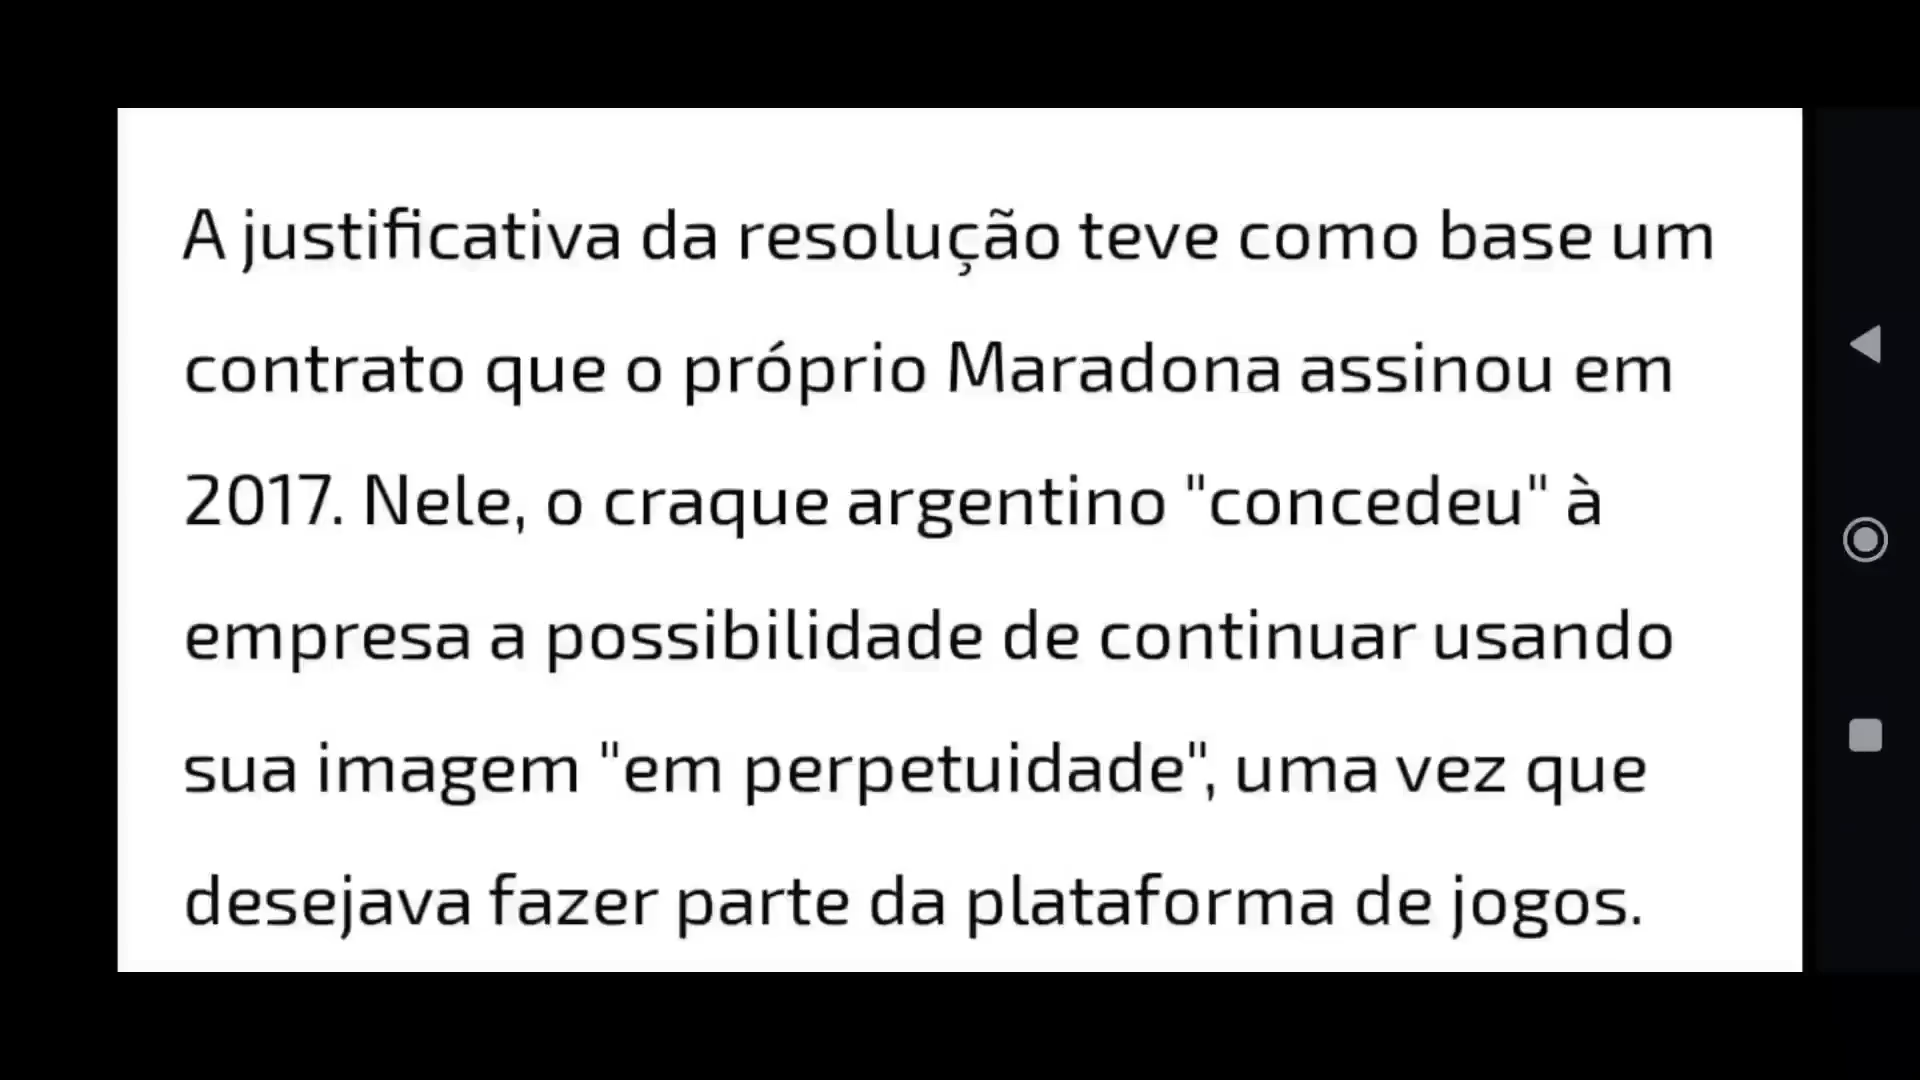 A justificativa da resolução teve como base um
contrato que o próprio Maradona assinou em
2017. Nele, o craque argentino "concedeu" à
empresa a possibilidade de continuar usando
sua imagem "em perpetuidade", uma vez que
desejava fazer parte da plataforma de jogos.